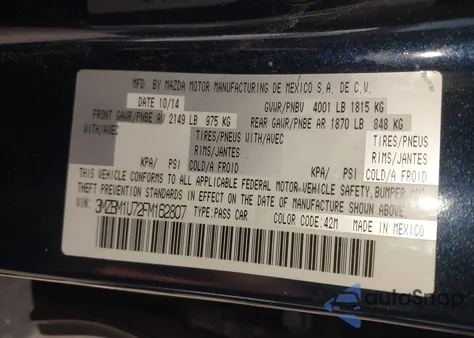 MFD. BY MAZDA MOTOR MANUFACTURING DE MEXICO S.A. DE C.V.
DATE 10/14 GVWR/PNBV 4001 LB 1815 KG
FRONT GAWR/PNBE AV 2149 LB 975 KG REAR GAWR/PNBE AR 1870 LB 848 KG
WITH/AVEC TIRES/PNEUS WITH/AVEC TIRES/PNEUS
RIMS/JANTES RIMS/JANTES
KPA/ PSI COLD/A FROID KPA/ PSI COLD/A FROID
THIS VEHICLE CONFORMS TO ALL APPLICABLE FEDERAL MOTOR VEHICLE SAFETY, BUMPER AND
THEFT PREVENTION STANDARDS IN EFFECT ON THE DATE OF MANUFACTURE SHOWN ABOVE.
VIN: 3MZBM1U72FM162807 TYPE:PASS CAR COLOR CODE:42M MADE IN MEXICO
autoSnap